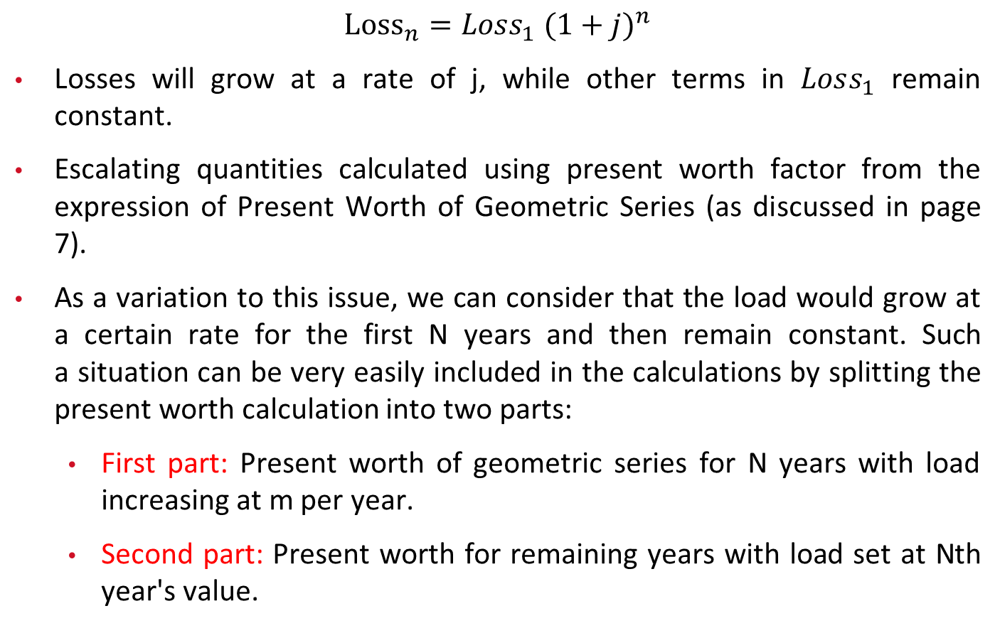 Lossₙ = Loss₁ (1 + j)ⁿ
• Losses will grow at a rate of j, while other terms in Loss₁ remain
constant.
• Escalating quantities calculated using present worth factor from the
expression of Present Worth of Geometric Series (as discussed in page
7).
• As a variation to this issue, we can consider that the load would grow at
a certain rate for the first N years and then remain constant. Such
a situation can be very easily included in the calculations by splitting the
present worth calculation into two parts:
• First part: Present worth of geometric series for N years with load
increasing at m per year.
• Second part: Present worth for remaining years with load set at Nth
year's value.